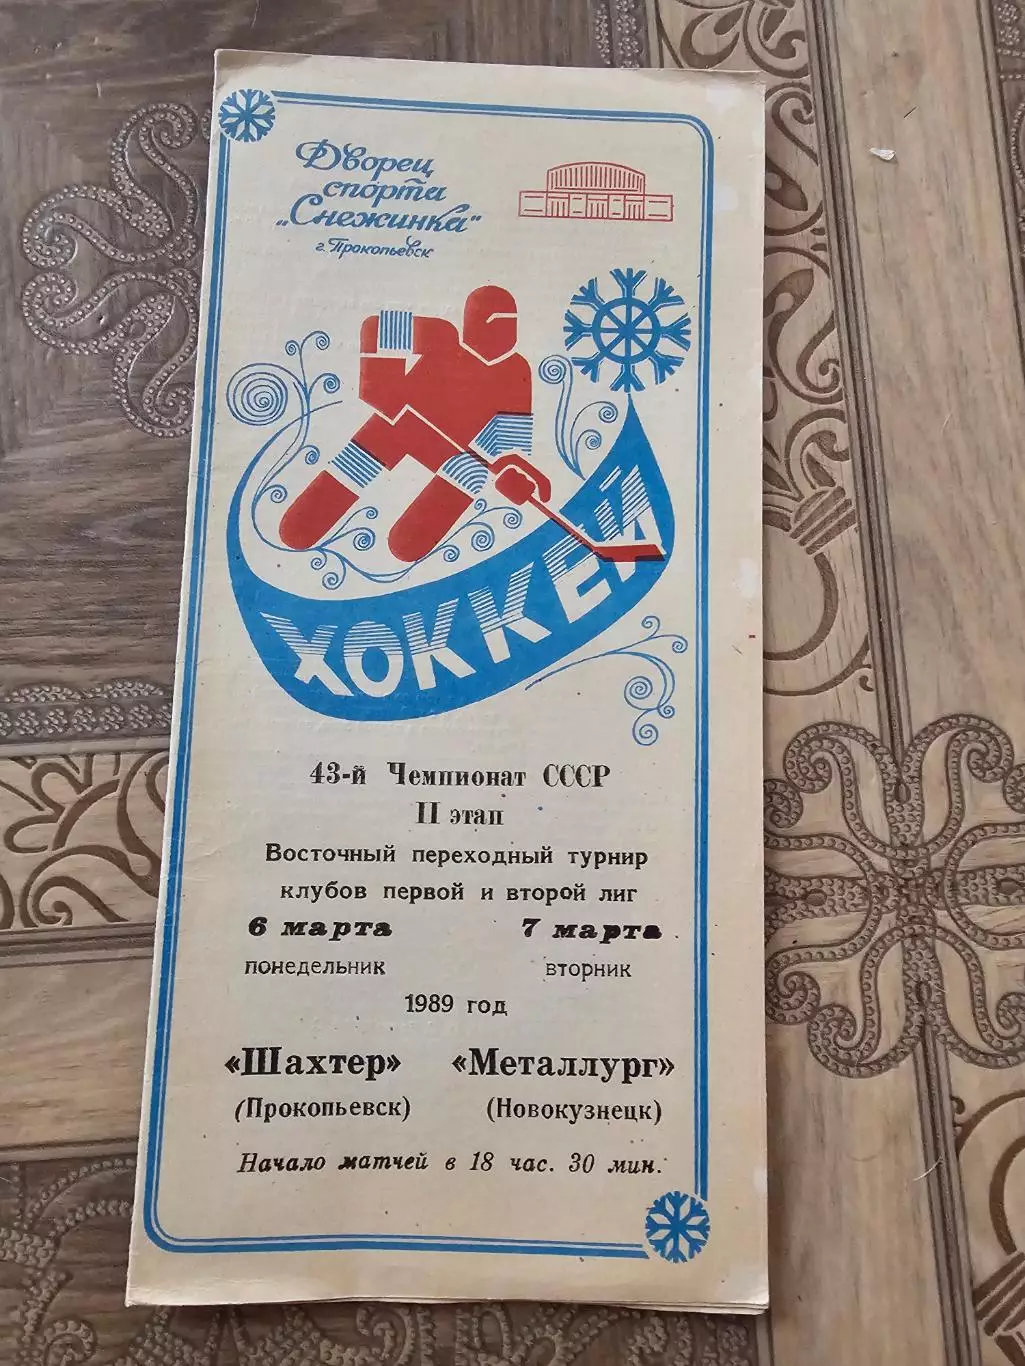 Дворец
спорта
„Снежинка"
г. Прокопьевск
ХОККЕЙ
43-й Чемпионат СССР
II этап
Восточный переходный турнир
клубов первой и второй лиг
6 марта 7 марта
понедельник вторник
1989 год
«Шахтер» «Металлург»
(Прокопьевск) (Новокузнецк)
Начало матчей в 18 час. 30 мин.